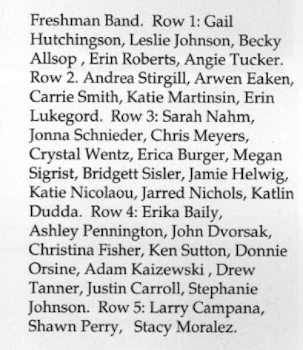 Freshman Band. Row 1: Gail
Hutchingson, Leslie Johnson, Becky
Allsop , Erin Roberts, Angie Tucker.
Row 2. Andrea Stirgill, Arwen Eaken,
Carrie Smith, Katie Martinsin, Erin
Lukegord. Row 3: Sarah Nahm,
Jonna Schnieder, Chris Meyers,
Crystal Wentz, Erica Burger, Megan
Sigrist, Bridgett Sisler, Jamie Helwig,
Katie Nicolaou, Jarred Nichols, Katlin
Dudda. Row 4: Erika Baily,
Ashley Pennington, John Dvorsak,
Christina Fisher, Ken Sutton, Donnie
Orsine, Adam Kaizewski , Drew
Tanner, Justin Carroll, Stephanie
Johnson. Row 5: Larry Campana,
Shawn Perry, Stacy Moralez.